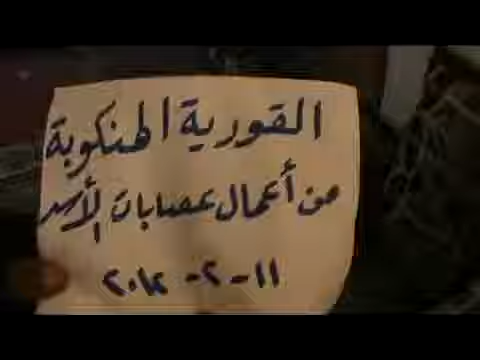 القورية المنكوبة
من أعمال عصابات الأسد
١١-٢-٢٠١٢